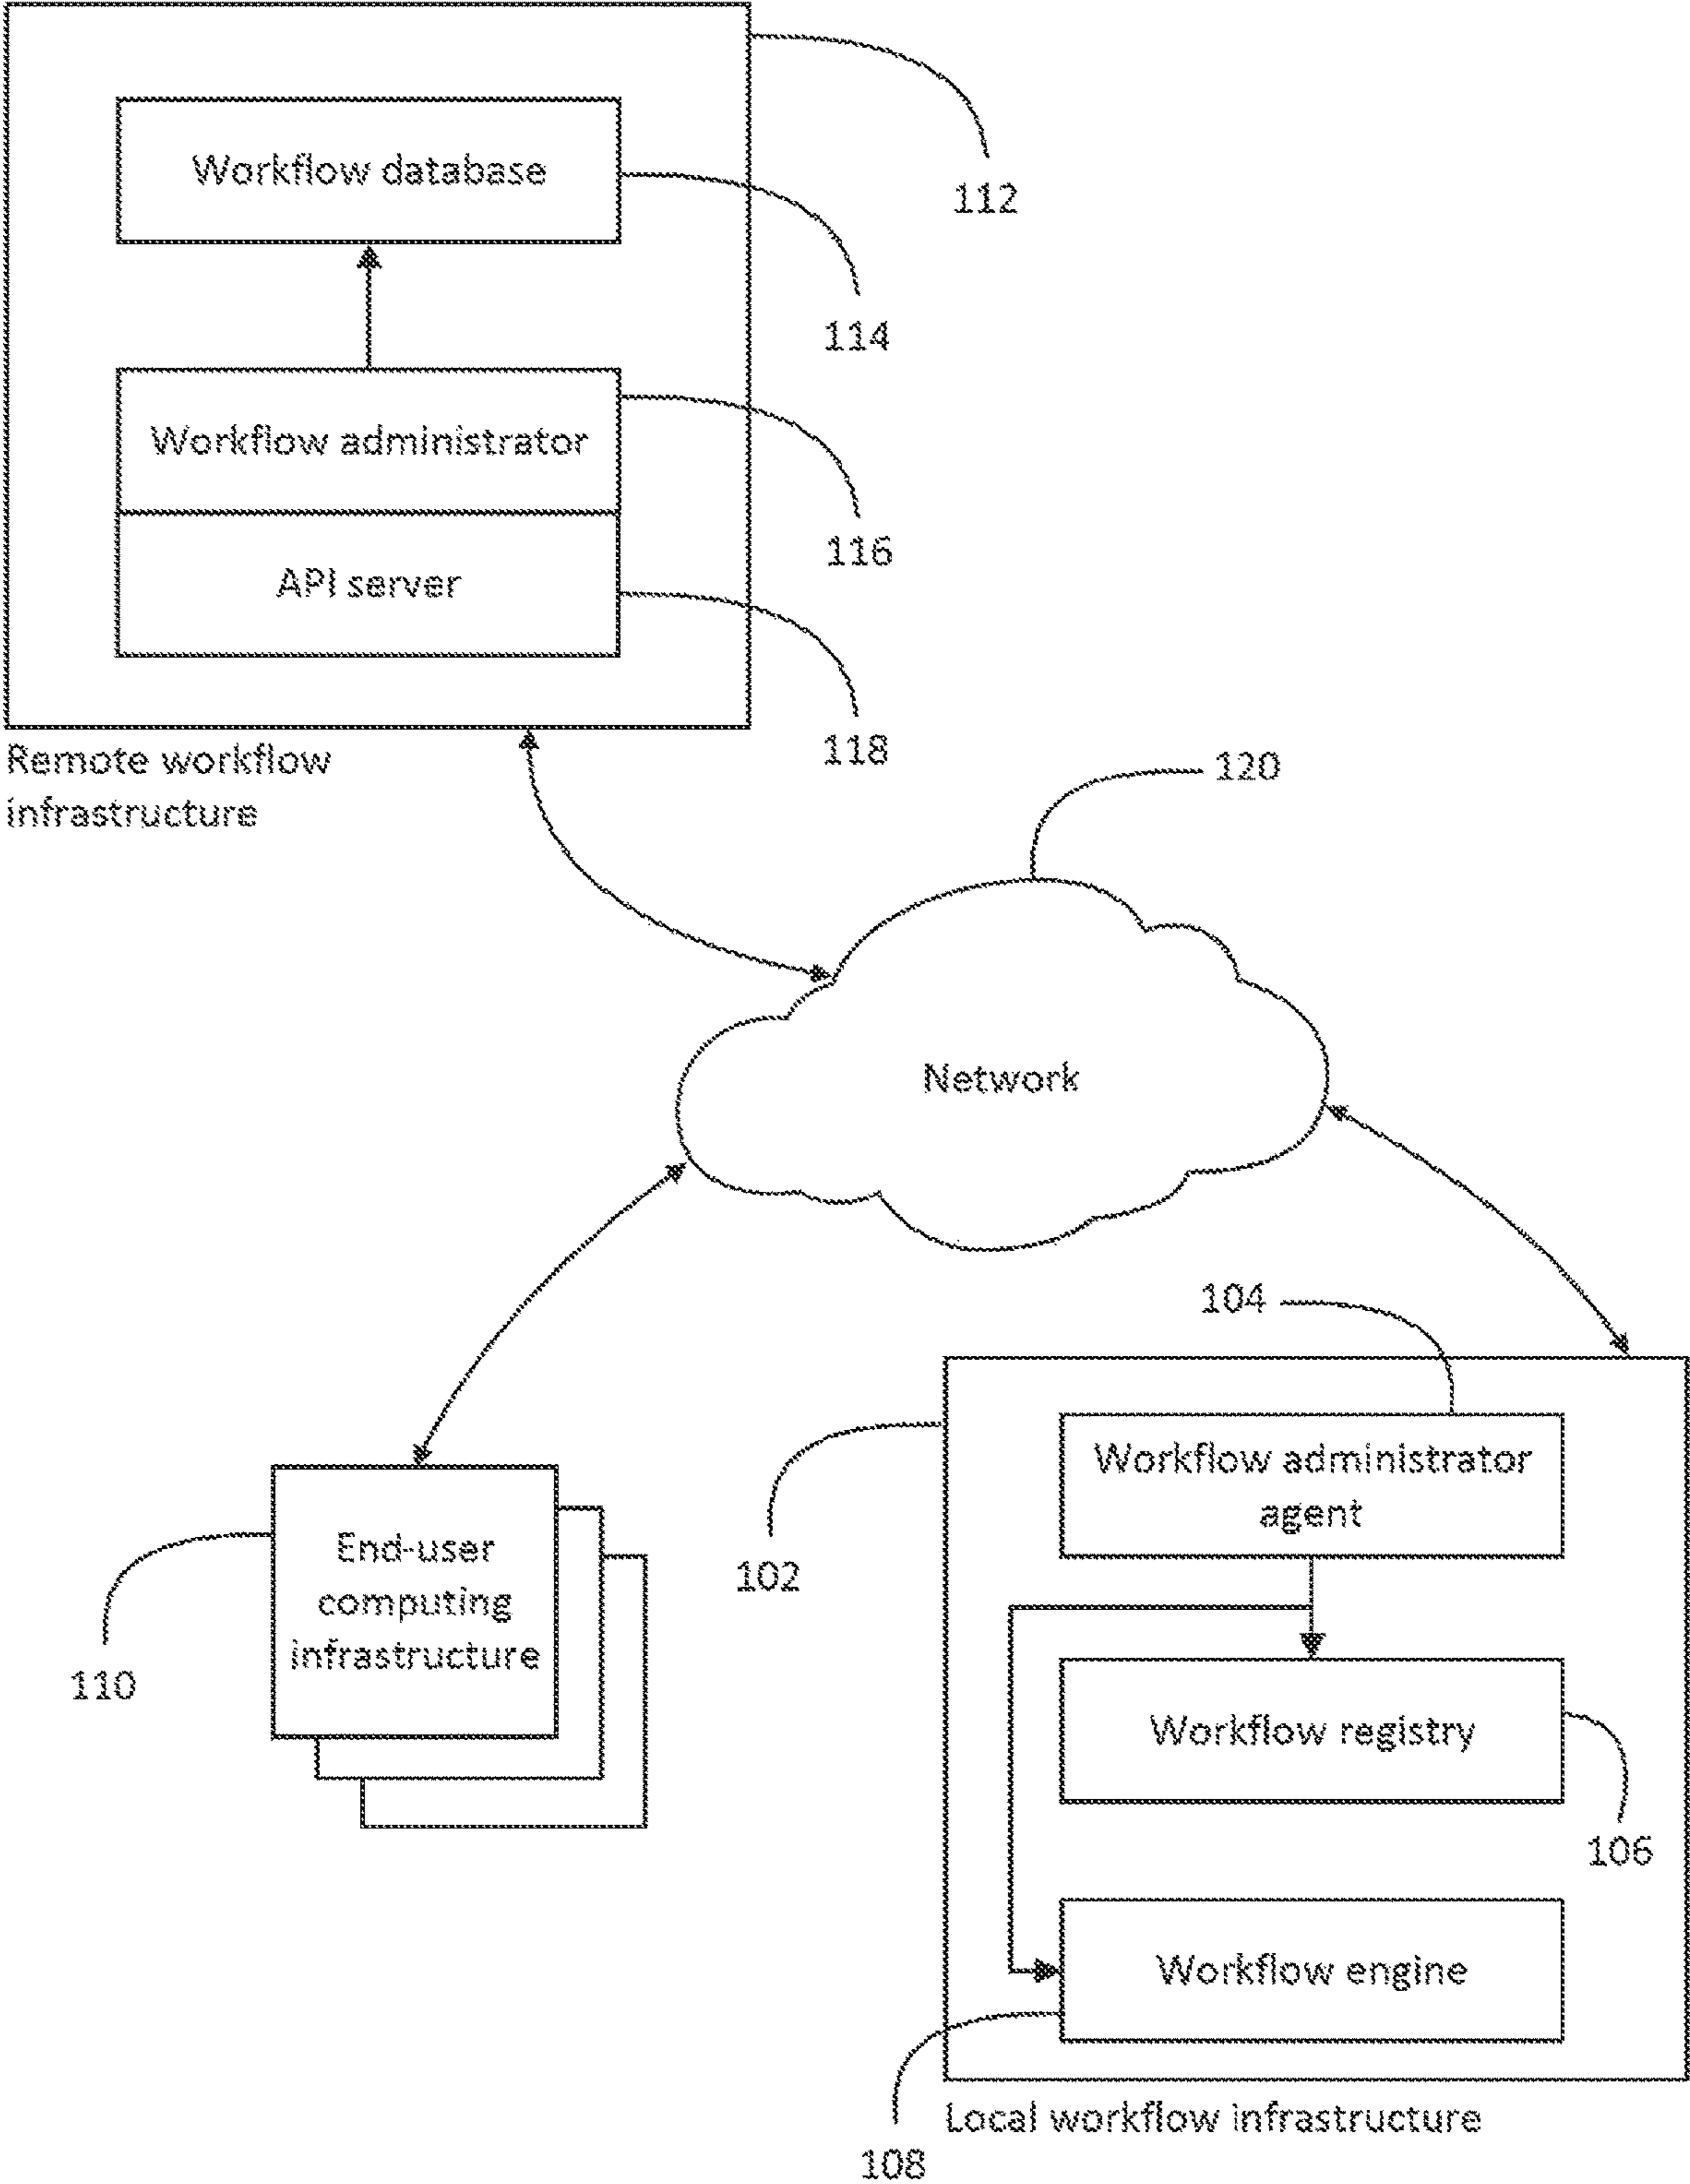 Workflow database
112
114
Workflow administrator
116
API server
118
Remote workflow
infrastructure
120
Network
104
Workflow administrator
agent
102
End-user
computing
infrastructure
110
Workflow registry
106
Workflow engine
108
Local workflow infrastructure